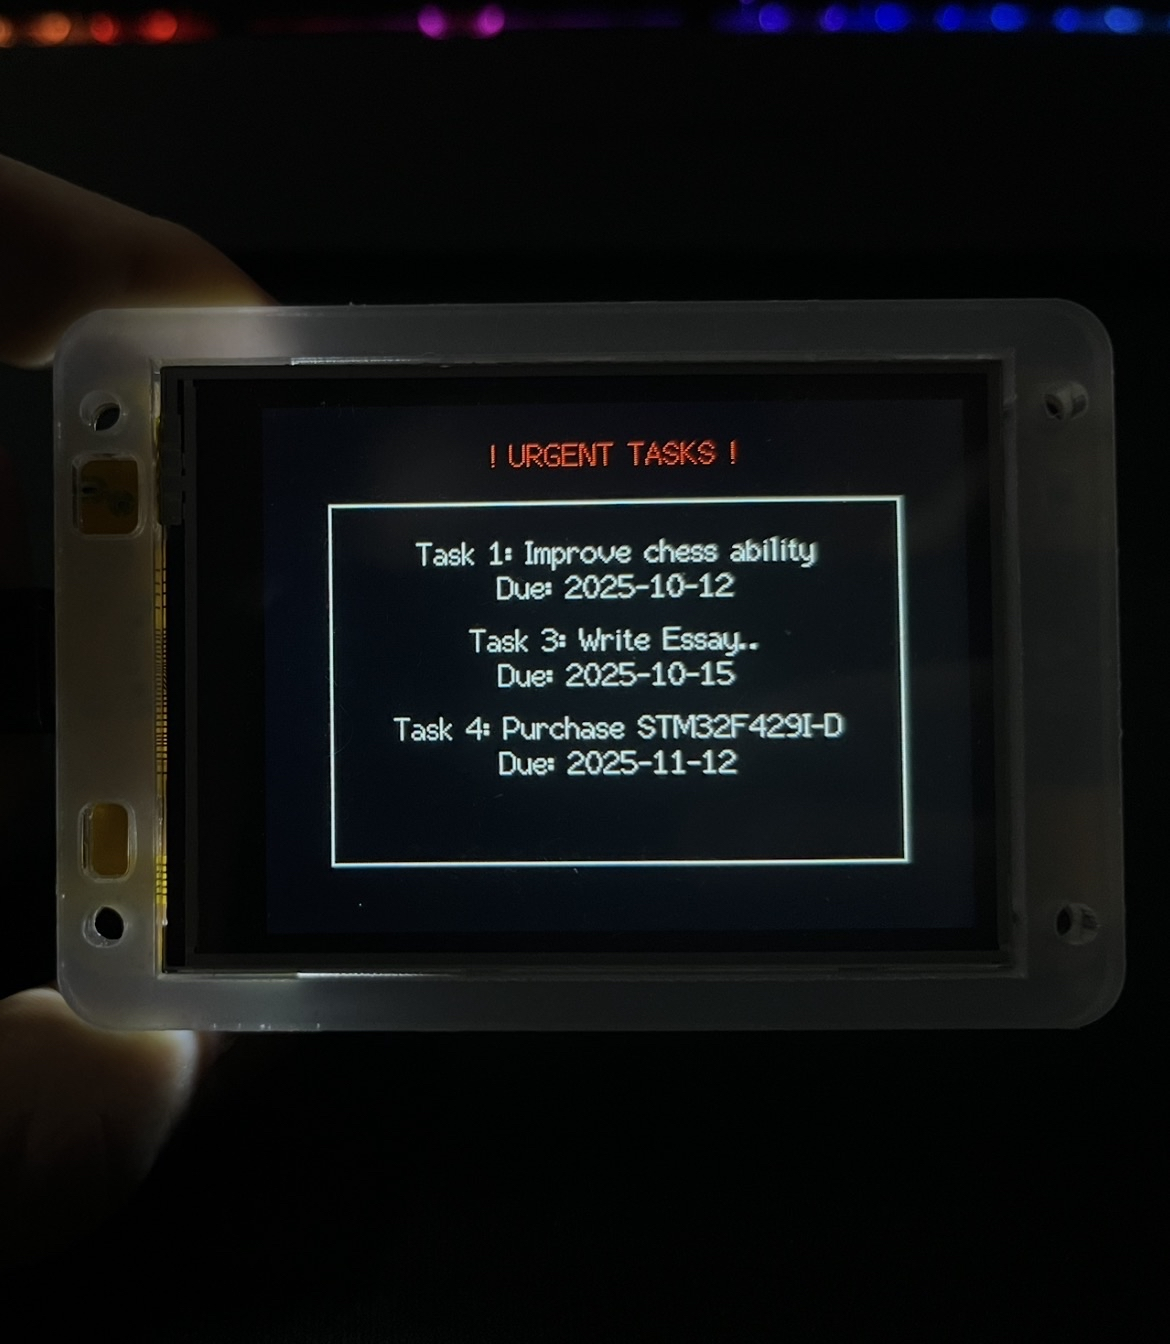 ! URGENT TASKS !
Task 1: Improve chess ability
Due: 2025-10-12
Task 3: Write Essay..
Due: 2025-10-15
Task 4: Purchase STM32F429I-D
Due: 2025-11-12